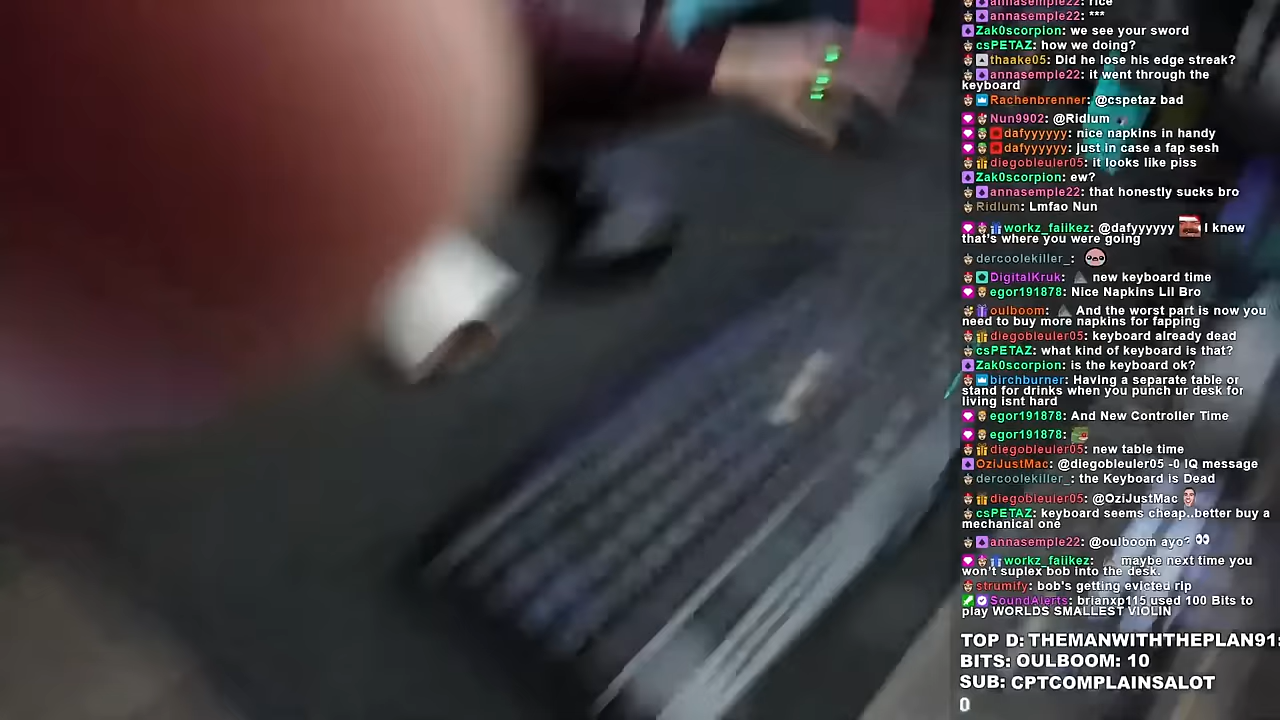 annasemple22: rice
annasemple22: ***
Zak0scorpion: we see your sword
csPETAZ: how we doing?
thaake05: Did he lose his edge streak?
annasemple22: it went through the
keyboard
Rachenbrenner: @cspetaz bad
Nun9902: @Ridlum
dafyyyyyy: nice napkins in handy
dafyyyyyy: just in case a fap sesh
diegobleuler05: it looks like piss
Zak0scorpion: ew?
annasemple22: that honestly sucks bro
Ridlum: Lmfao Nun
workz_failkez: @dafyyyyyy I knew
that's where you were going
dercoolekiller_:
DigitalKruk: new keyboard time
egor191878: Nice Napkins Lil Bro
oulboom: And the worst part is now you
need to buy more napkins for fapping
diegobleuler05: keyboard already dead
csPETAZ: what kind of keyboard is that?
Zak0scorpion: is the keyboard ok?
birchburner: Having a separate table or
stand for drinks when you punch ur desk for
living isnt hard
egor191878: And New Controller Time
egor191878:
diegobleuler05: new table time
OziJustMac: @diegobleuler05 -0 IQ message
dercoolekiller_: the Keyboard is Dead
diegobleuler05: @OziJustMac
csPETAZ: keyboard seems cheap..better buy a
mechanical one
annasemple22: @oulboom ayo?
workz_failkez: maybe next time you
won't suplex bob into the desk.
strumify: bob's getting evicted rip
SoundAlerts: brianxp115 used 100 Bits to
play WORLDS SMALLEST VIOLIN
TOP D: THEMANWITHTHEPLAN91:
BITS: OULBOOM: 10
SUB: CPTCOMPLAINSALOT
0